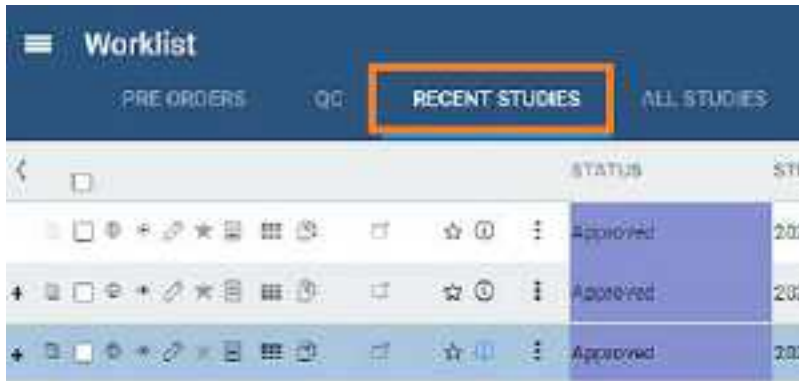 Worklist
PRE ORDERS QC RECENT STUDIES ALL STUDIES
STATUS
Approved
Approved
Approved